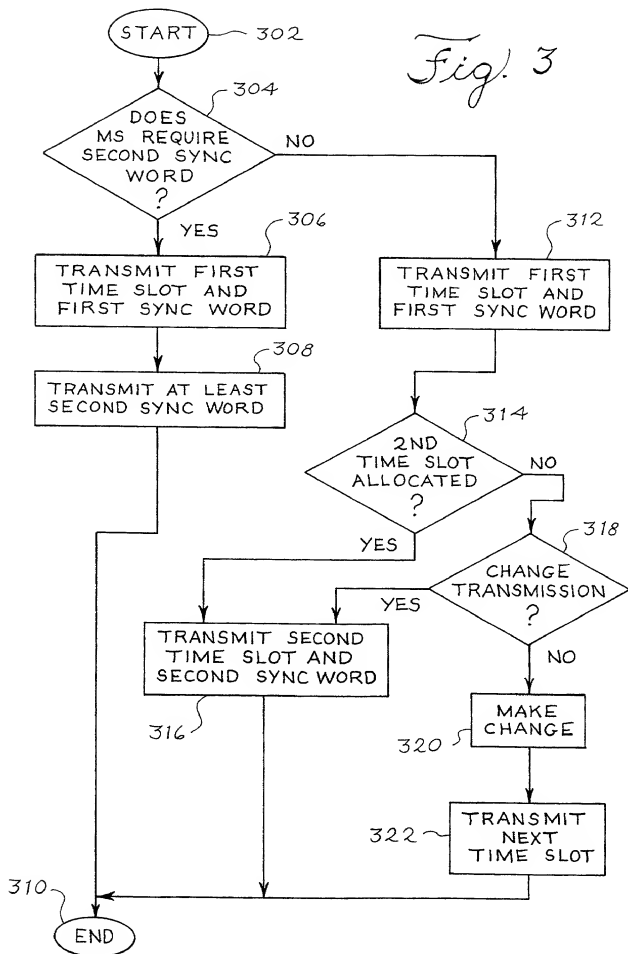 START
302
Fig. 3
304
DOES
MS REQUIRE
SECOND SYNC
WORD
?
NO
YES
306
TRANSMIT FIRST
TIME SLOT AND
FIRST SYNC WORD
312
TRANSMIT FIRST
TIME SLOT AND
FIRST SYNC WORD
308
TRANSMIT AT LEAST
SECOND SYNC WORD
314
2ND
TIME SLOT
ALLOCATED
?
NO
YES
318
CHANGE
TRANSMISSION
?
YES
NO
TRANSMIT SECOND
TIME SLOT AND
SECOND SYNC WORD
316
MAKE
CHANGE
320
TRANSMIT
NEXT
TIME SLOT
322
310
END